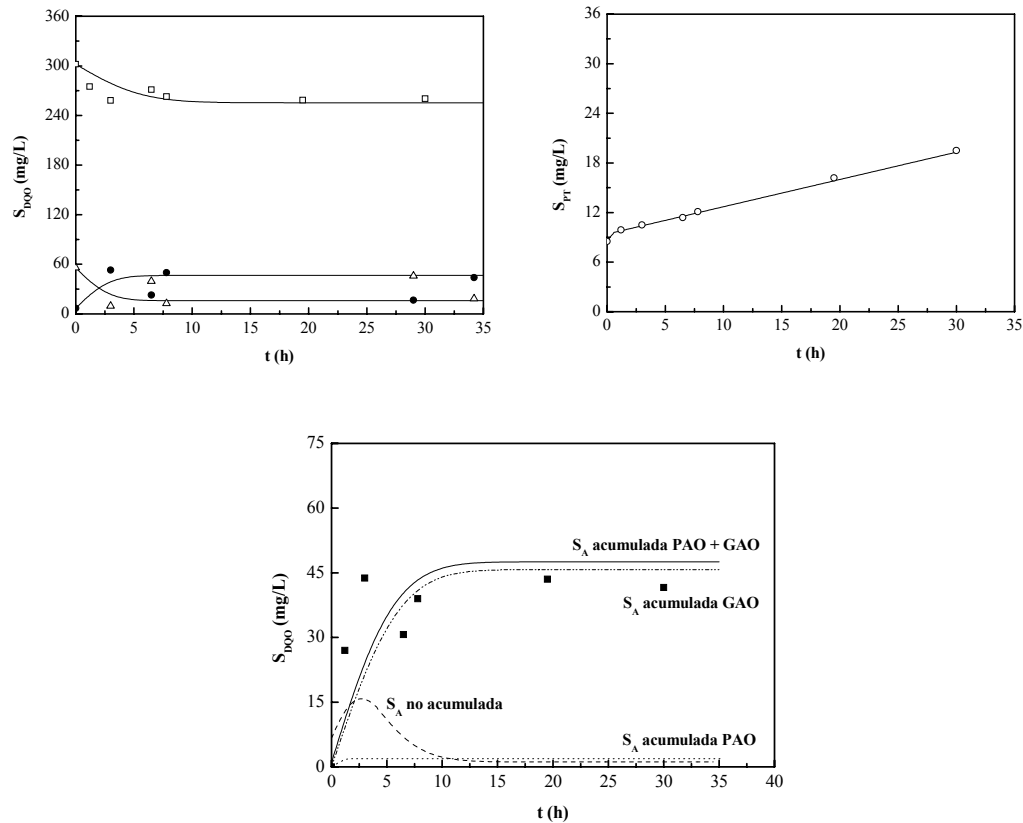 360
300
240
180
120
60
0
S_DQO (mg/L)
0 5 10 15 20 25 30 35
t (h)
36
30
24
18
12
6
0
S_PT (mg/L)
0 5 10 15 20 25 30 35
t (h)
75
60
45
30
15
0
S_DQO (mg/L)
S_A acumulada PAO + GAO
S_A acumulada GAO
S_A no acumulada
S_A acumulada PAO
0 5 10 15 20 25 30 35 40
t (h)